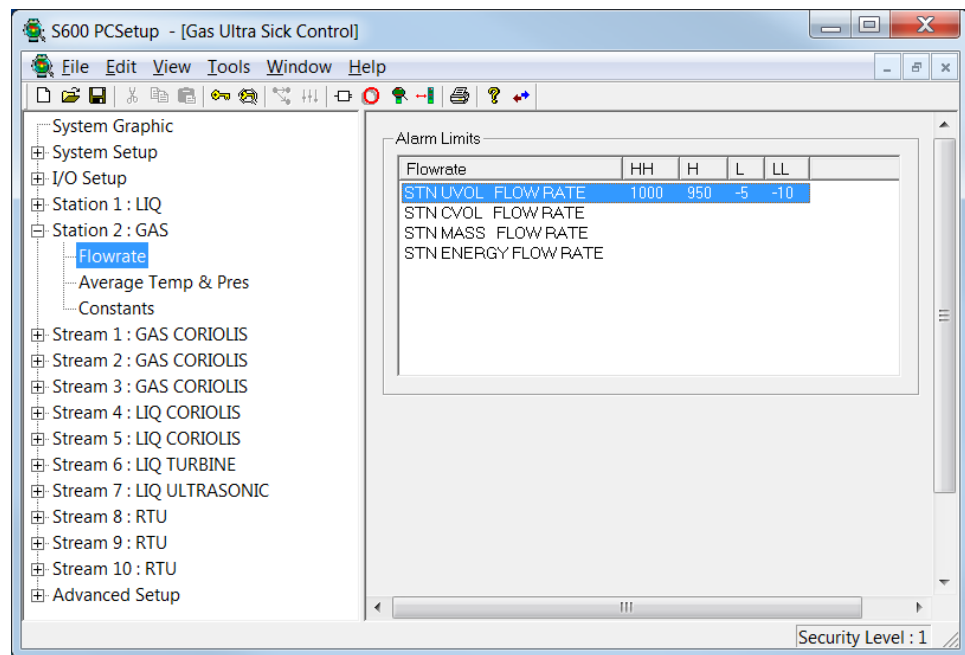 S600 PCSetup - [Gas Ultra Sick Control]
File Edit View Tools Window Help
System Graphic
System Setup
I/O Setup
Station 1 : LIQ
Station 2 : GAS
Flowrate
Average Temp & Pres
Constants
Stream 1 : GAS CORIOLIS
Stream 2 : GAS CORIOLIS
Stream 3 : GAS CORIOLIS
Stream 4 : LIQ CORIOLIS
Stream 5 : LIQ CORIOLIS
Stream 6 : LIQ TURBINE
Stream 7 : LIQ ULTRASONIC
Stream 8 : RTU
Stream 9 : RTU
Stream 10 : RTU
Advanced Setup
Alarm Limits
Flowrate HH H L LL
STN UVOL FLOW RATE 1000 950 -5 -10
STN CVOL FLOW RATE
STN MASS FLOW RATE
STN ENERGY FLOW RATE
Security Level : 1